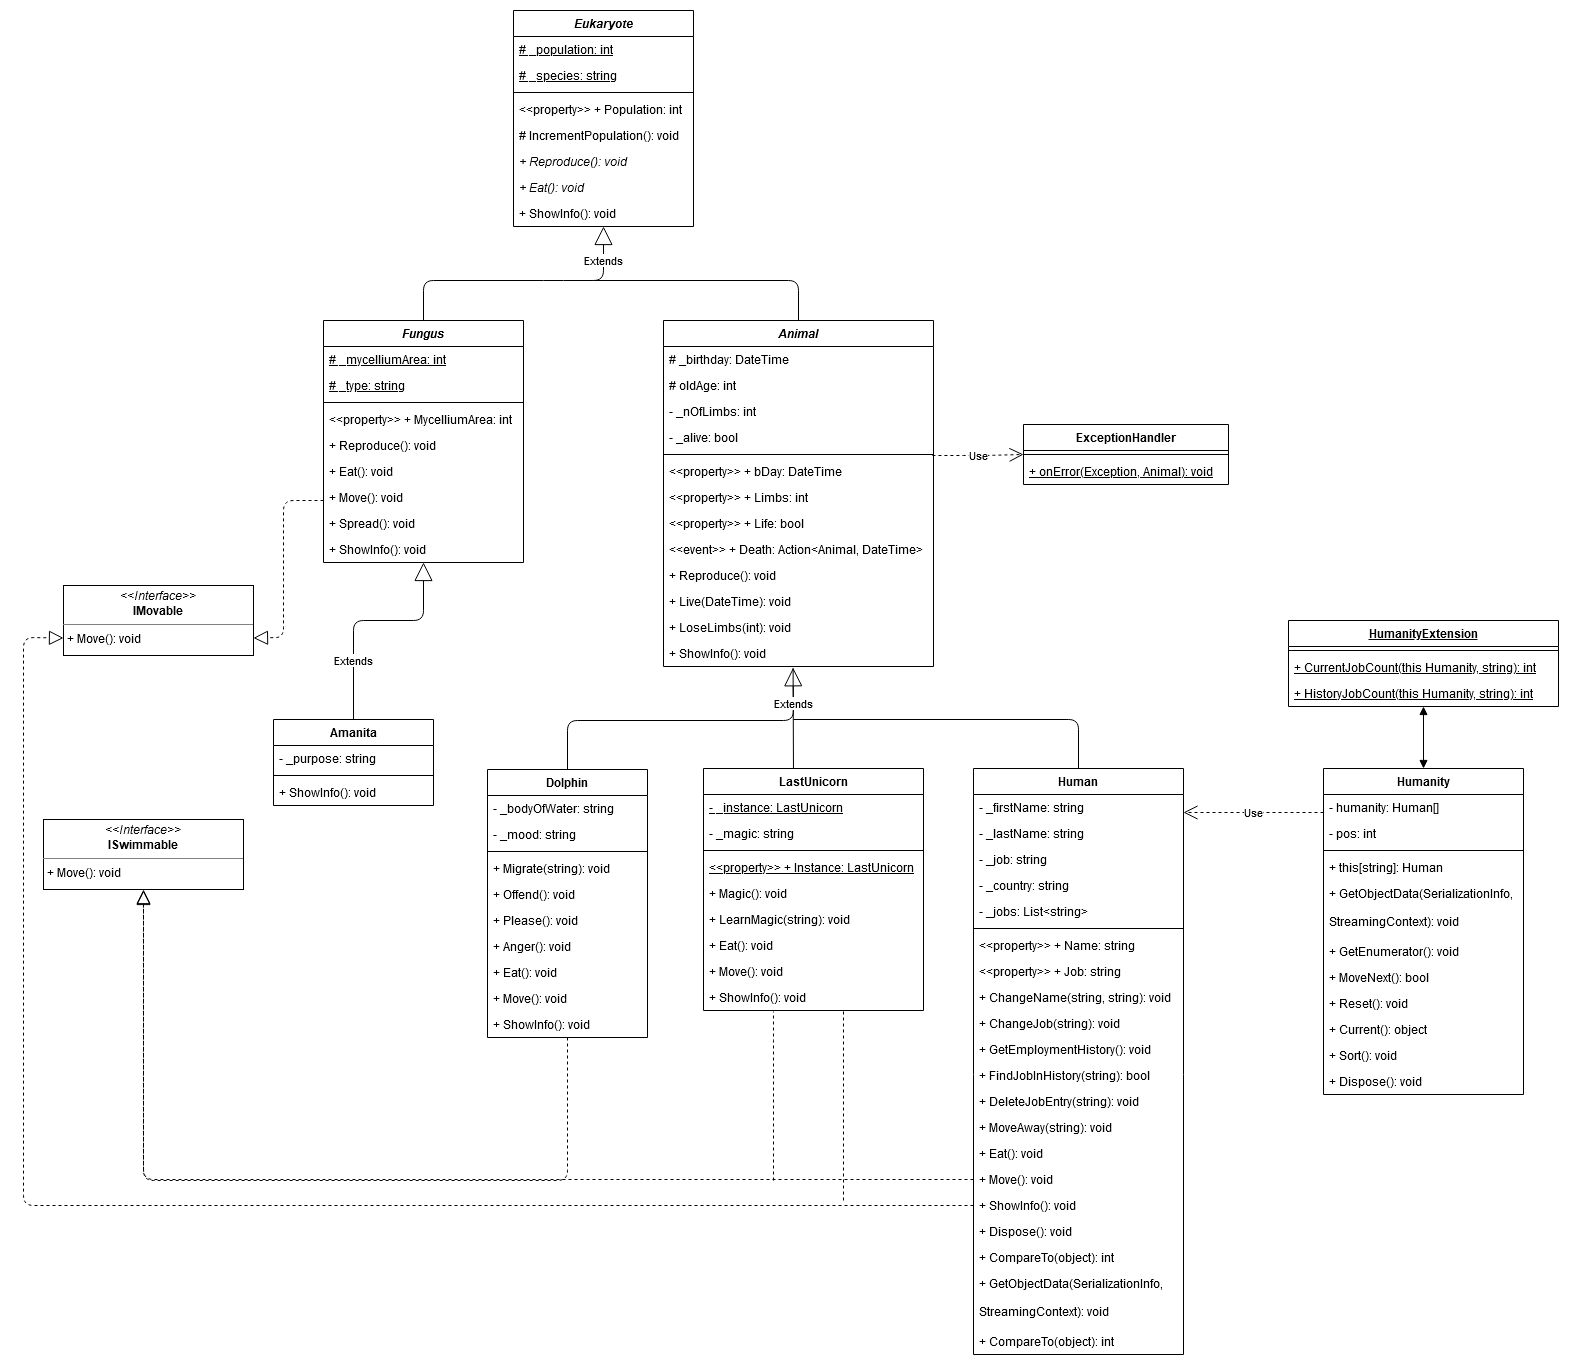 Eukaryote
# _population: int
# _species: string
<<property>> + Population: int
# IncrementPopulation(): void
+ Reproduce(): void
+ Eat(): void
+ ShowInfo(): void
Extends
Fungus
# _mycelliumArea: int
# _type: string
<<property>> + MycelliumArea: int
+ Reproduce(): void
+ Eat(): void
+ Move(): void
+ Spread(): void
+ ShowInfo(): void
Animal
# _birthday: DateTime
# oldAge: int
- _nOfLimbs: int
- _alive: bool
<<property>> + bDay: DateTime
<<property>> + Limbs: int
<<property>> + Life: bool
<<event>> + Death: Action<Animal, DateTime>
+ Reproduce(): void
+ Live(DateTime): void
+ LoseLimbs(int): void
+ ShowInfo(): void
Use
ExceptionHandler
+ onError(Exception, Animal): void
<<Interface>>
IMovable
+ Move(): void
Extends
Amanita
- _purpose: string
+ ShowInfo(): void
<<Interface>>
ISwimmable
+ Move(): void
Extends
Dolphin
- _bodyOfWater: string
- _mood: string
+ Migrate(string): void
+ Offend(): void
+ Please(): void
+ Anger(): void
+ Eat(): void
+ Move(): void
+ ShowInfo(): void
LastUnicorn
- _instance: LastUnicorn
- _magic: string
<<property>> + Instance: LastUnicorn
+ Magic(): void
+ LearnMagic(string): void
+ Eat(): void
+ Move(): void
+ ShowInfo(): void
Human
- _firstName: string
- _lastName: string
- _job: string
- _country: string
- _jobs: List<string>
<<property>> + Name: string
<<property>> + Job: string
+ ChangeName(string, string): void
+ ChangeJob(string): void
+ GetEmploymentHistory(): void
+ FindJobInHistory(string): bool
+ DeleteJobEntry(string): void
+ MoveAway(string): void
+ Eat(): void
+ Move(): void
+ ShowInfo(): void
+ Dispose(): void
+ CompareTo(object): int
+ GetObjectData(SerializationInfo,
StreamingContext): void
+ CompareTo(object): int
Use
HumanityExtension
+ CurrentJobCount(this Humanity, string): int
+ HistoryJobCount(this Humanity, string): int
Humanity
- humanity: Human[]
- pos: int
+ this[string]: Human
+ GetObjectData(SerializationInfo,
StreamingContext): void
+ GetEnumerator(): void
+ MoveNext(): bool
+ Reset(): void
+ Current(): object
+ Sort(): void
+ Dispose(): void